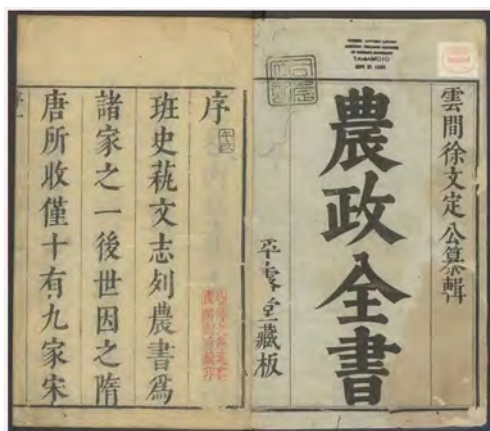 YAMAMOTO
雲間徐文定公纂輯
農政全書
平露堂藏板
序
班史蓺文志列農書爲
諸家之一後世因之隋
唐所收僅十有九家宋